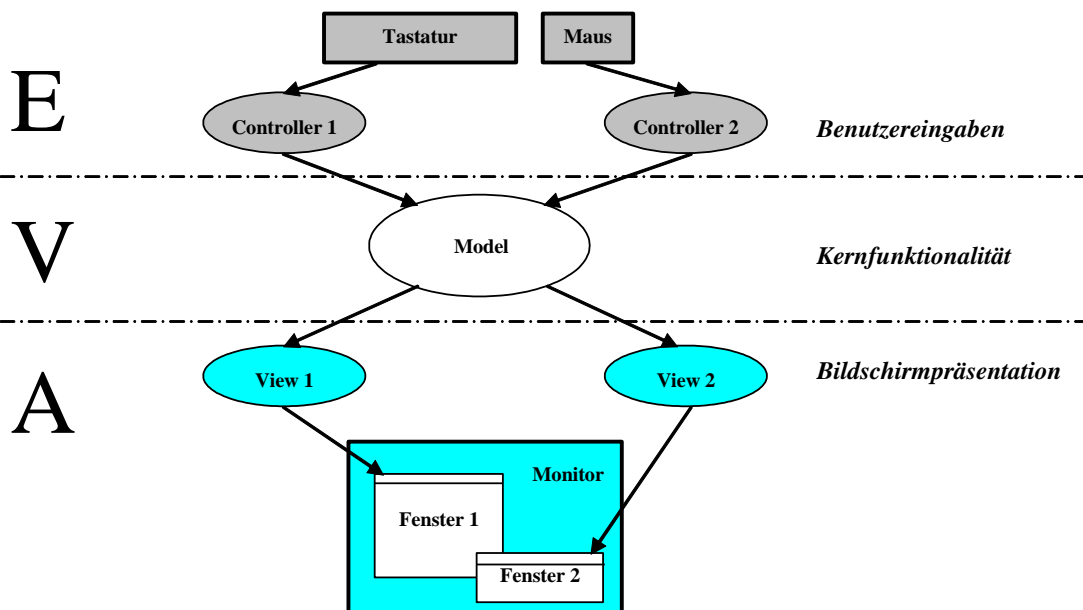 Tastatur
Maus
E
Controller 1
Controller 2
Benutzereingaben
V
Model
Kernfunktionalität
A
View 1
View 2
Bildschirmpräsentation
Monitor
Fenster 1
Fenster 2